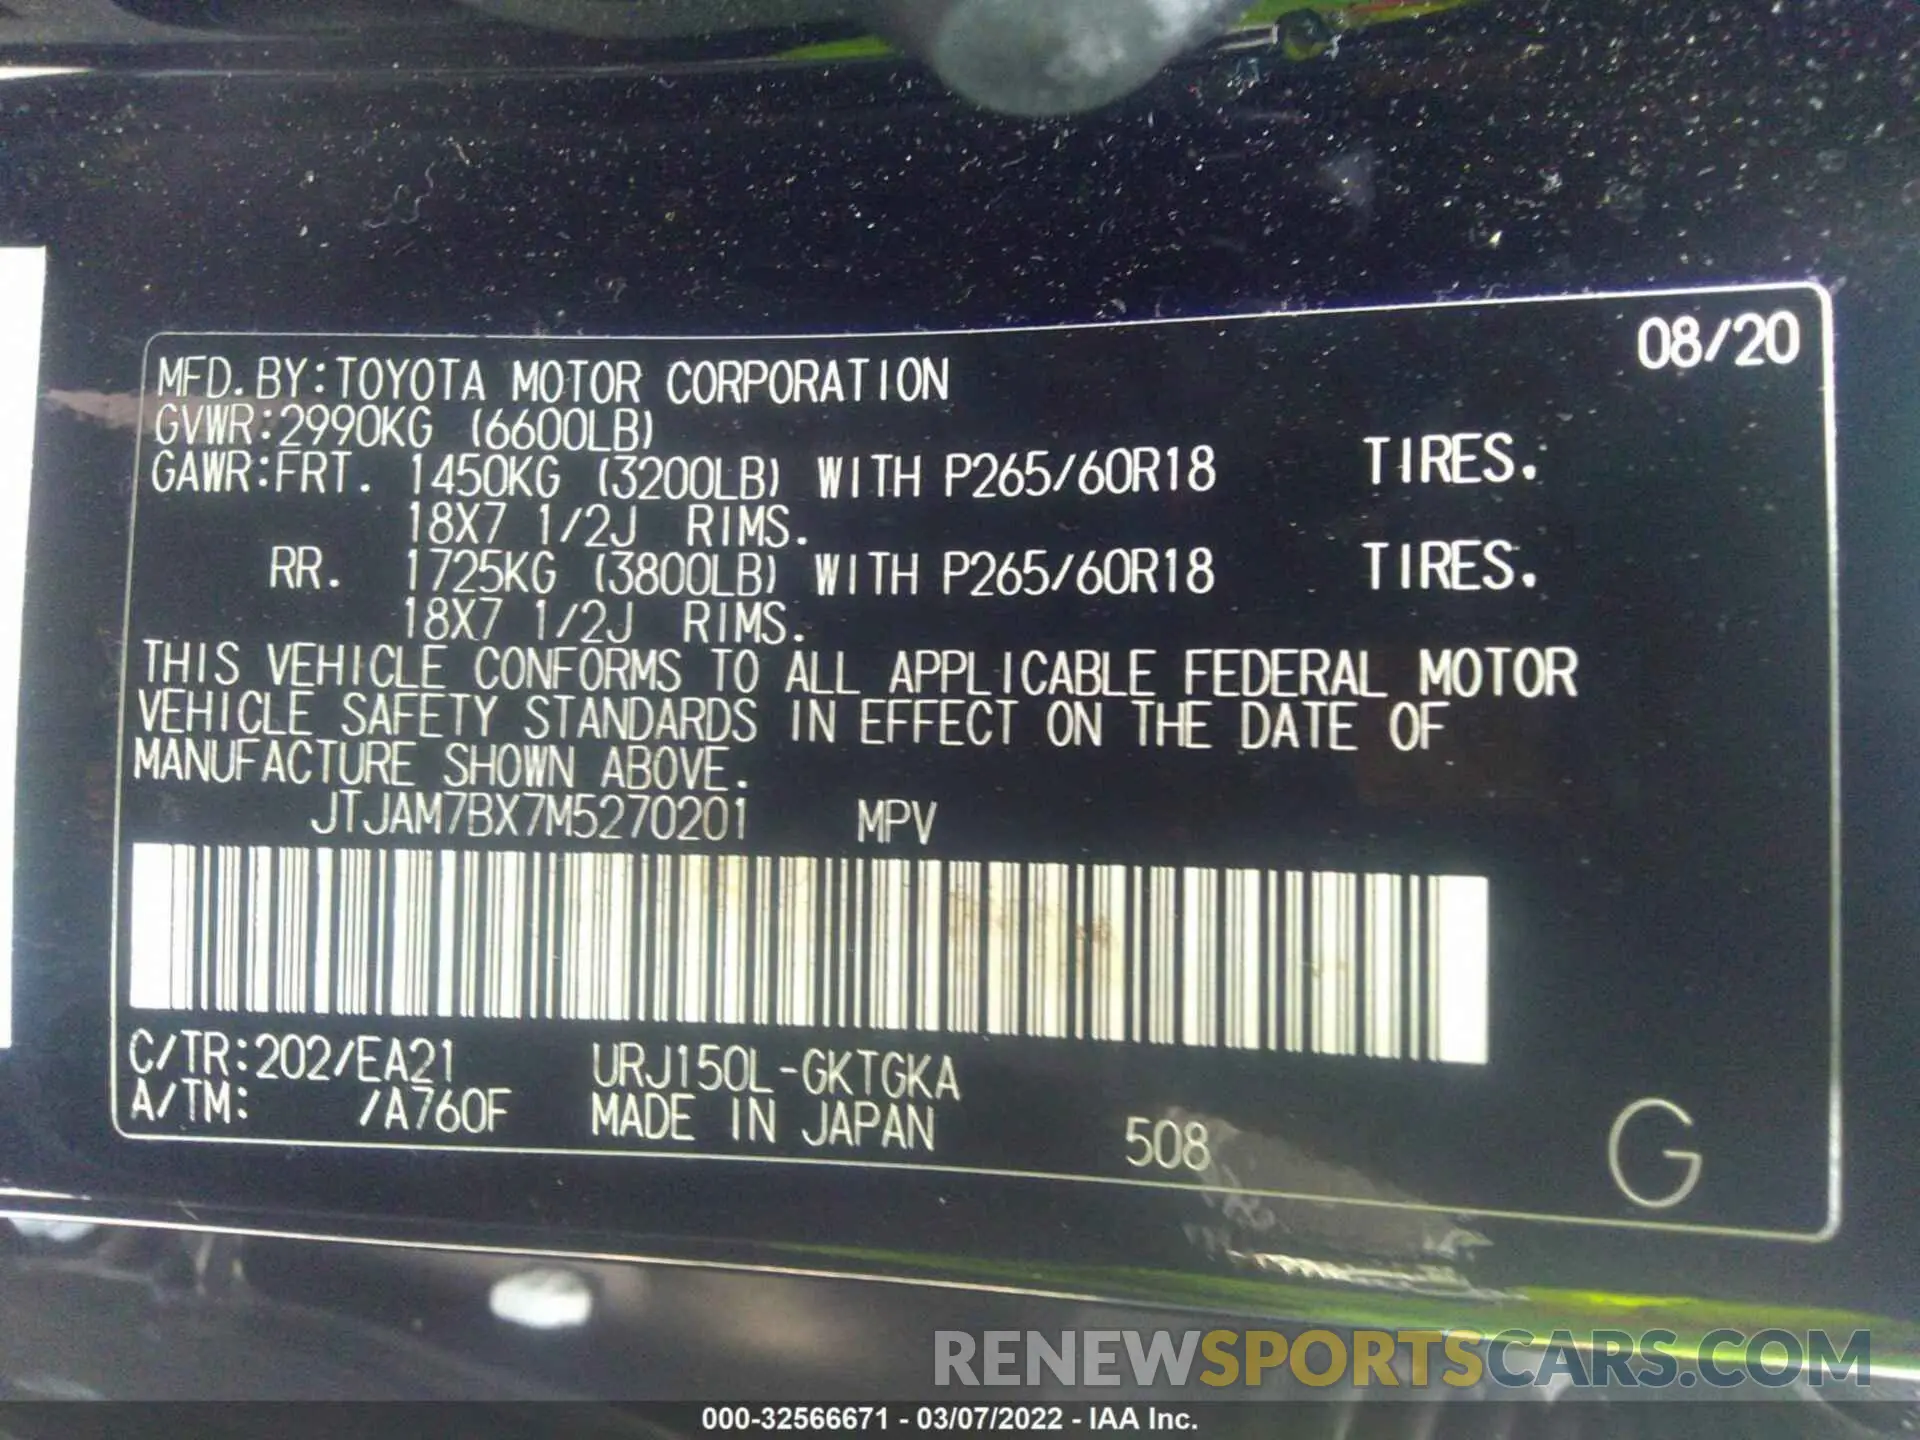 08/20
MFD.BY:TOYOTA MOTOR CORPORATION
GVWR:2990KG (6600LB)
GAWR:FRT. 1450KG (3200LB) WITH P265/60R18 TIRES.
18X7 1/2J RIMS.
RR. 1725KG (3800LB) WITH P265/60R18 TIRES.
18X7 1/2J RIMS.
THIS VEHICLE CONFORMS TO ALL APPLICABLE FEDERAL MOTOR
VEHICLE SAFETY STANDARDS IN EFFECT ON THE DATE OF
MANUFACTURE SHOWN ABOVE.
JTJAM7BX7M5270201 MPV
C/TR:202/EA21 URJ150L-GKTGKA
A/TM: /A760F MADE IN JAPAN 508 G
RENEWSPORTSCARS.COM
000-32566671 - 03/07/2022 - IAA Inc.